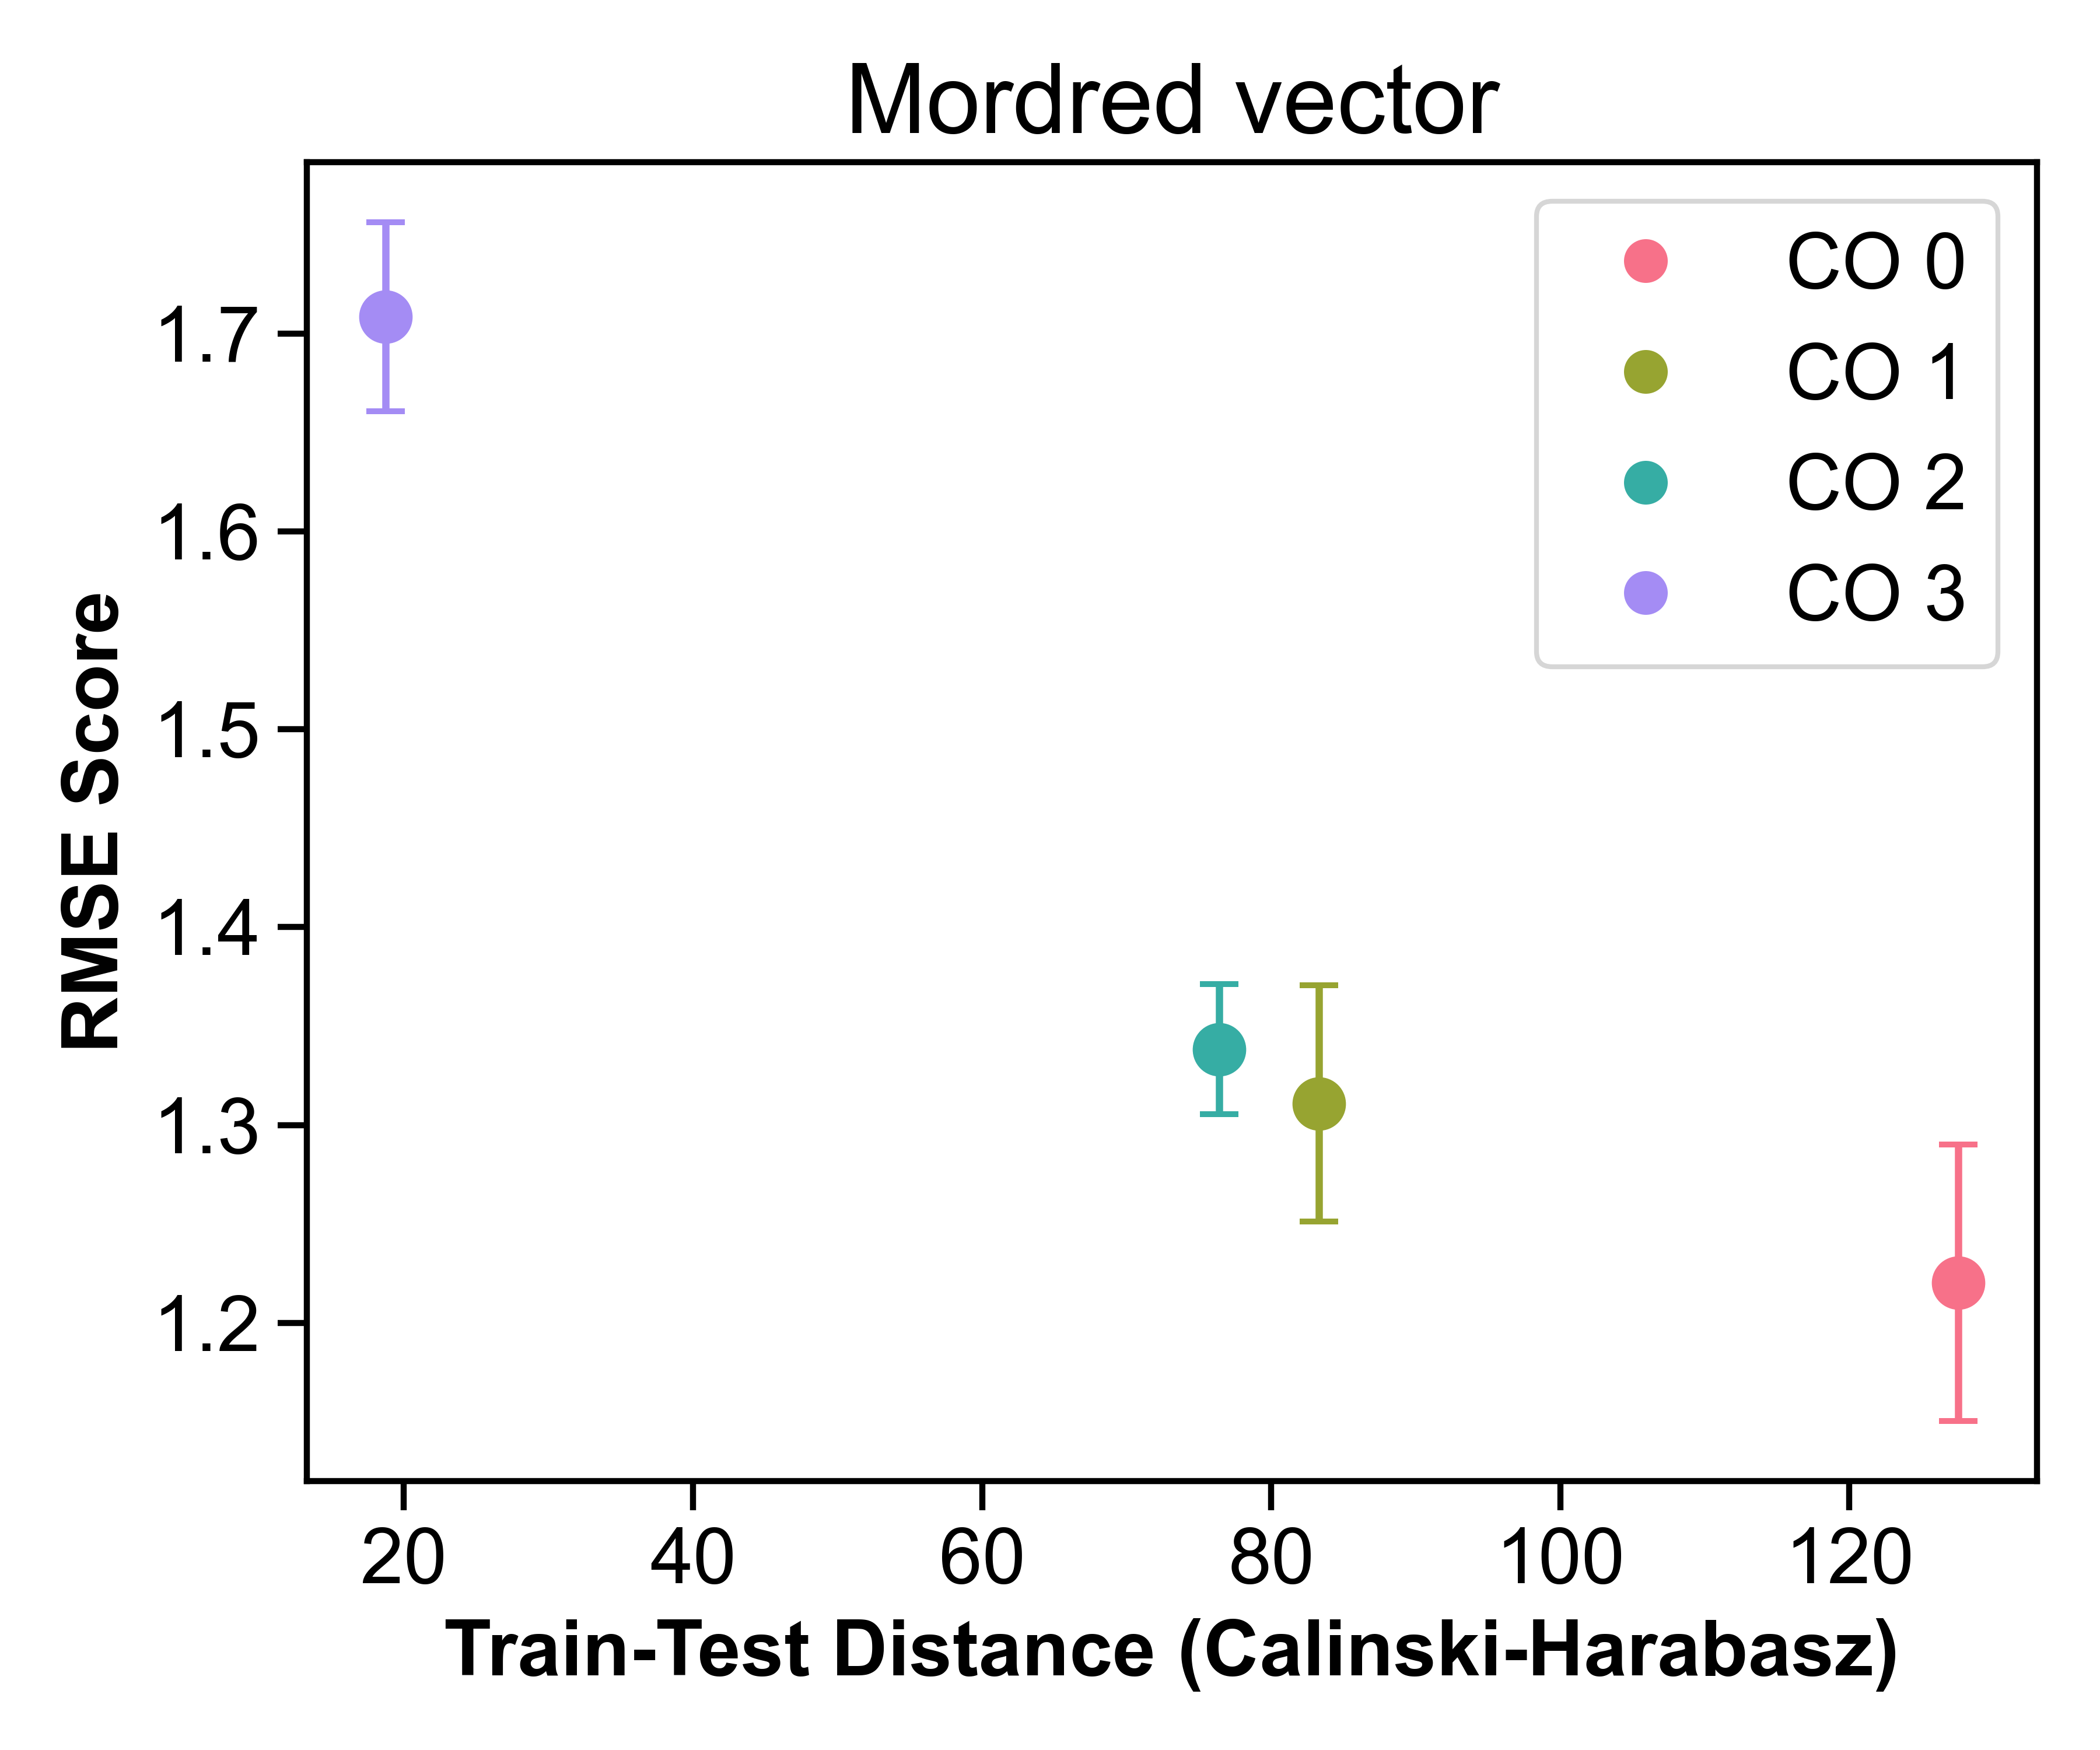 Mordred vector
CO 0
CO 1
CO 2
CO 3
RMSE Score
1.7
1.6
1.5
1.4
1.3
1.2
20 40 60 80 100 120
Train-Test Distance (Calinski-Harabasz)